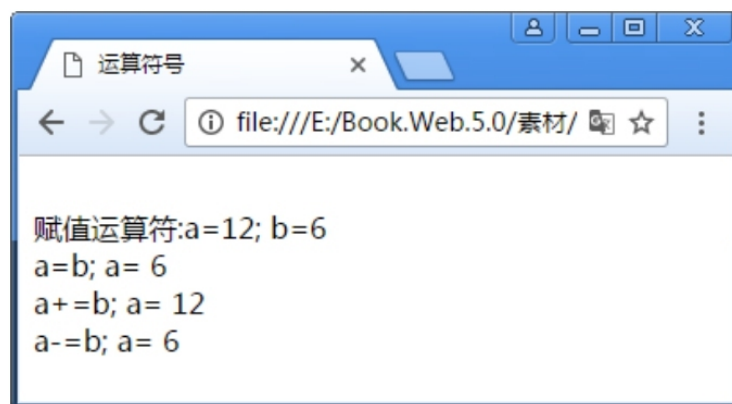 运算符号
file:///E:/Book.Web.5.0/素材/
赋值运算符:a=12; b=6
a=b; a= 6
a+=b; a= 12
a-=b; a= 6